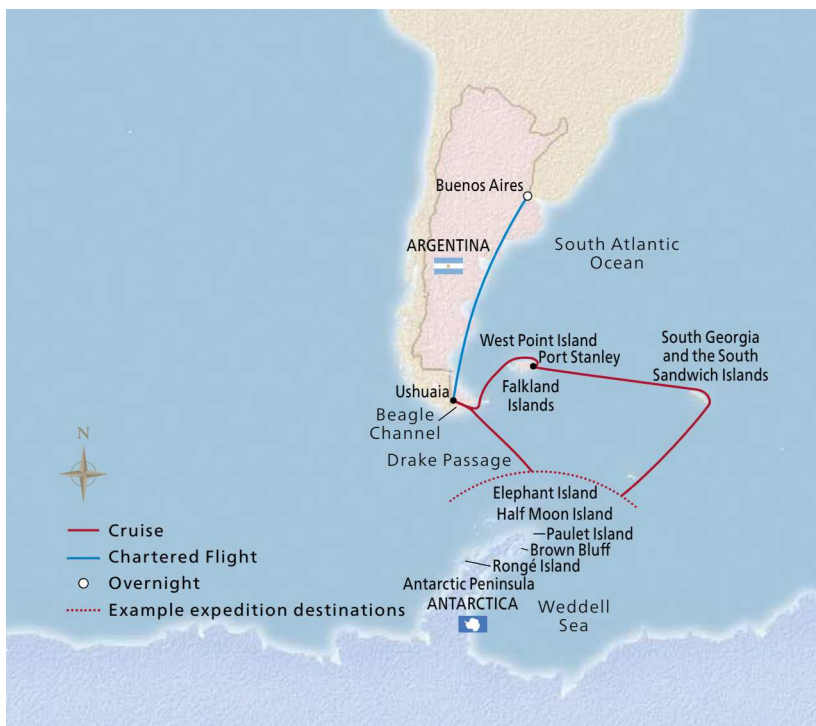 Buenos Aires
ARGENTINA
South Atlantic
Ocean
West Point Island
Port Stanley
South Georgia
and the South
Sandwich Islands
Ushuaia
Falkland
Islands
Beagle
Channel
Drake Passage
N
Elephant Island
Half Moon Island
Paulet Island
Brown Bluff
Rongé Island
Antarctic Peninsula
ANTARCTICA
Weddell
Sea
Cruise
Chartered Flight
Overnight
Example expedition destinations